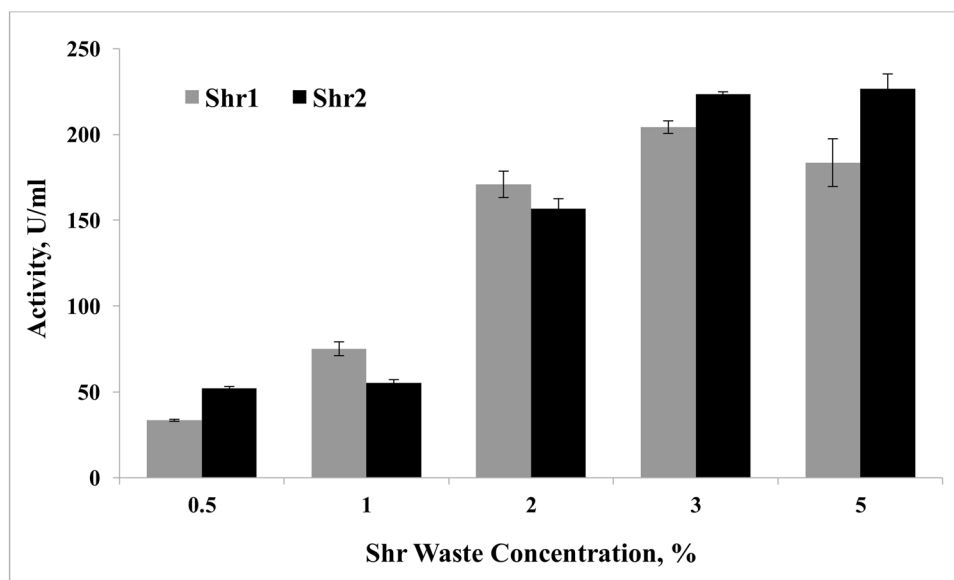 250
200
150
100
50
0
Activity, U/ml
Shr1 Shr2
0.5 1 2 3 5
Shr Waste Concentration, %